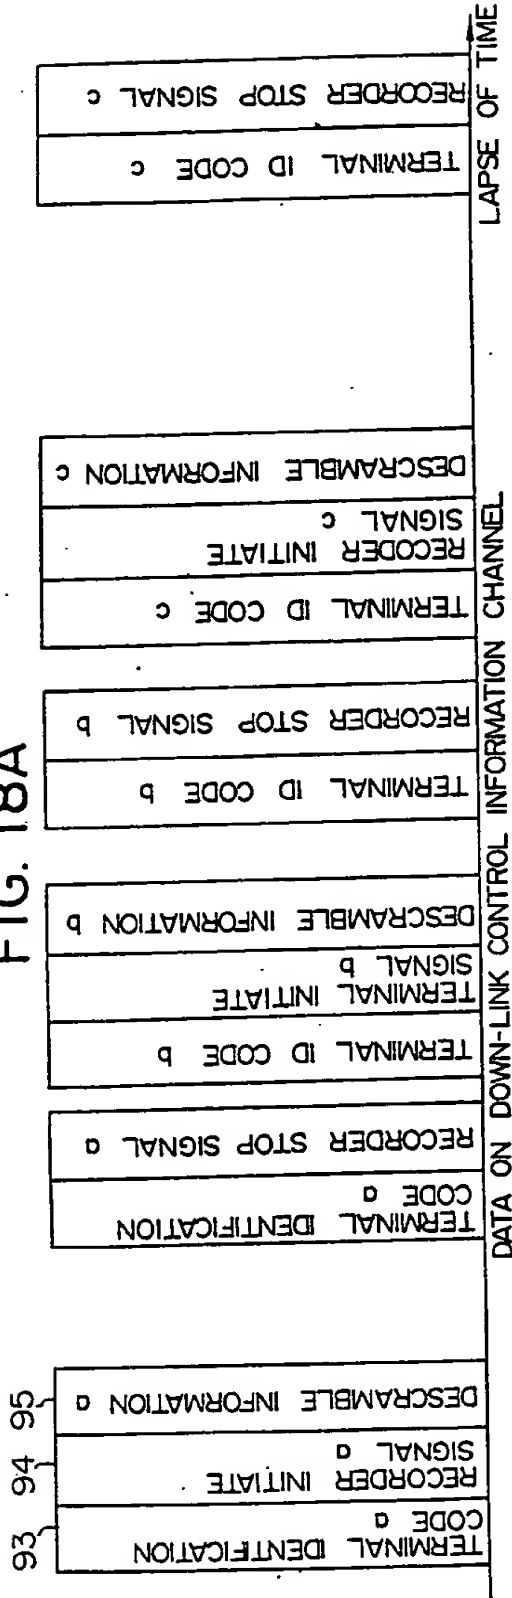 FIG. 18A
93
94
95
TERMINAL IDENTIFICATION
CODE a
RECORDER INITIATE
SIGNAL a
DESCRAMBLE INFORMATION a
TERMINAL IDENTIFICATION
CODE a
RECORDER STOP SIGNAL a
TERMINAL ID CODE b
TERMINAL INITIATE
SIGNAL b
DESCRAMBLE INFORMATION b
TERMINAL ID CODE b
RECORDER STOP SIGNAL b
TERMINAL ID CODE c
RECODER INITIATE
SIGNAL c
DESCRAMBLE INFORMATION c
TERMINAL ID CODE c
RECORDER STOP SIGNAL c
DATA ON DOWN-LINK CONTROL INFORMATION CHANNEL
LAPSE OF TIME